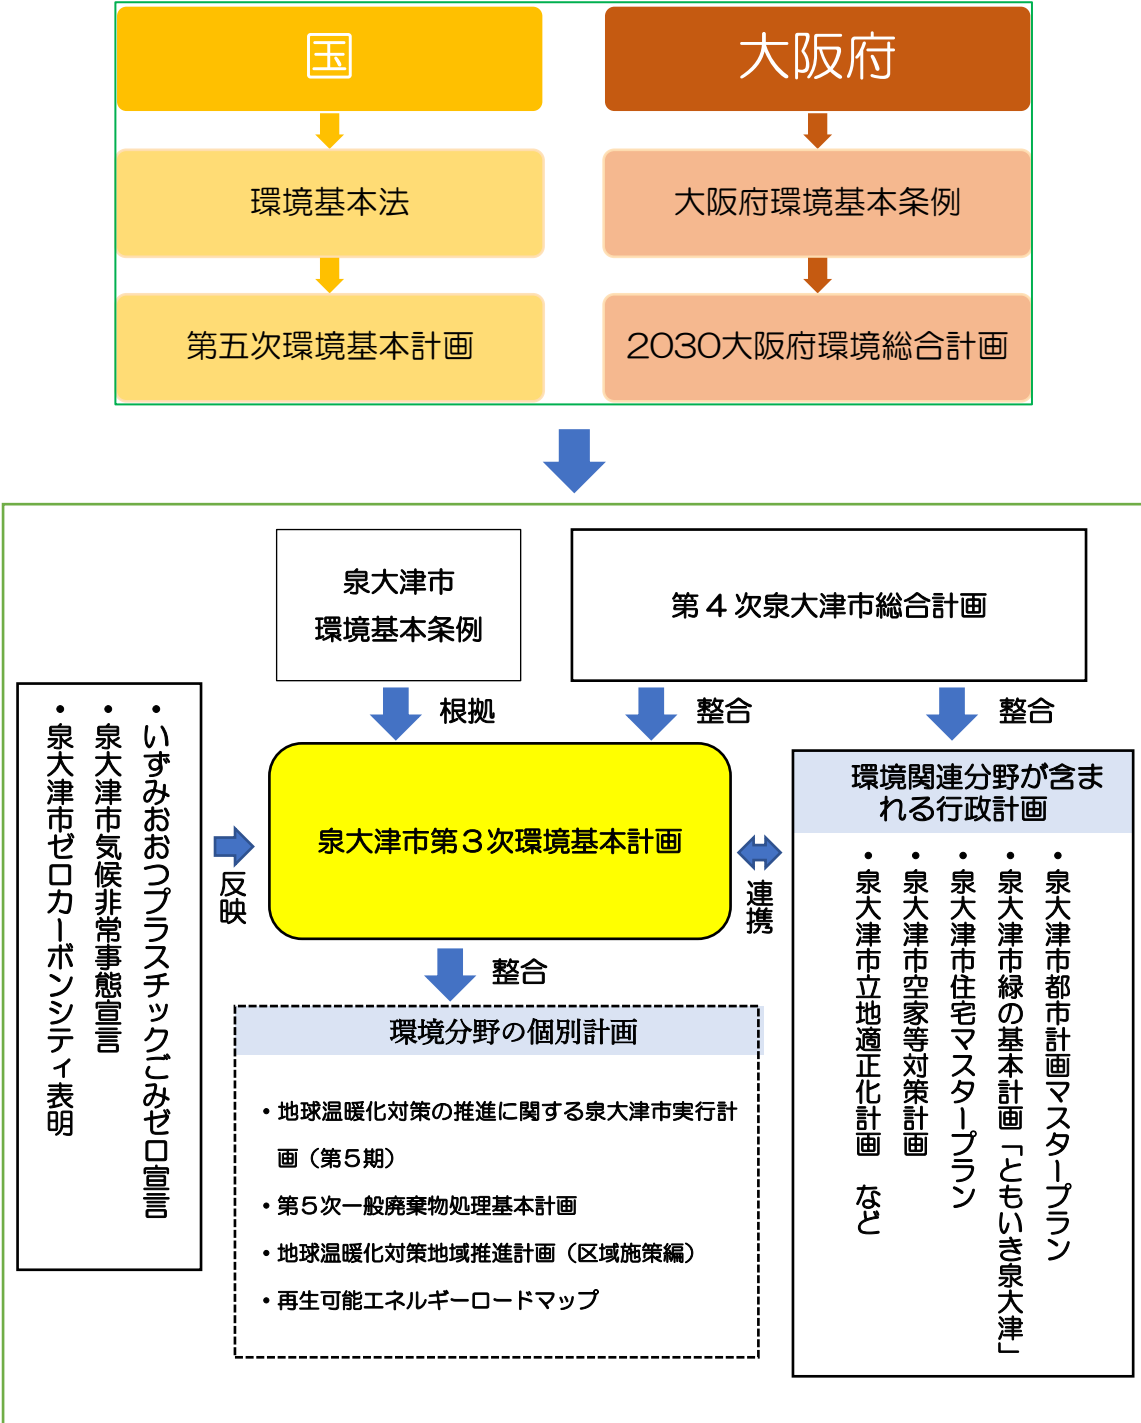 国
大阪府
環境基本法
大阪府環境基本条例
第五次環境基本計画
2030大阪府環境総合計画
泉大津市
環境基本条例
第4次泉大津市総合計画
根拠
整合
整合
・いずみおおつプラスチックごみゼロ宣言
・泉大津市気候非常事態宣言
・泉大津市ゼロカーボンシティ表明
反映
泉大津市第3次環境基本計画
連携
環境関連分野が含ま
れる行政計画
・泉大津市都市計画マスタープラン
・泉大津市緑の基本計画「ともいき泉大津」
・泉大津市住宅マスタープラン
・泉大津市空家等対策計画
・泉大津市立地適正化計画　など
整合
環境分野の個別計画
・地球温暖化対策の推進に関する泉大津市実行計
画（第5期）
・第5次一般廃棄物処理基本計画
・地球温暖化対策地域推進計画（区域施策編）
・再生可能エネルギーロードマップ